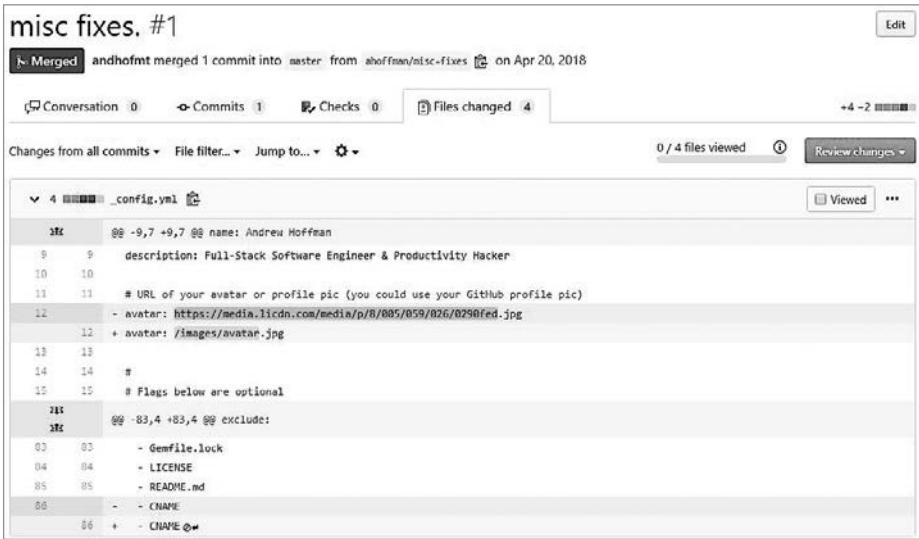 misc fixes. #1
Edit
Merged andhofmt merged 1 commit into master from ahoffman/misc-fixes on Apr 20, 2018
Conversation 0 Commits 1 Checks 0 Files changed 4 +4 −2
Changes from all commits File filter... Jump to... 0 / 4 files viewed Review changes
4 _config.yml Viewed ...
@@ -9,7 +9,7 @@ name: Andrew Hoffman
9 9 description: Full-Stack Software Engineer & Productivity Hacker
10 10
11 11 # URL of your avatar or profile pic (you could use your GitHub profile pic)
12 - avatar: https://media.licdn.com/media/p/8/005/059/026/0290fed.jpg
12 + avatar: /images/avatar.jpg
13 13
14 14 #
15 15 # Flags below are optional
@@ -83,4 +83,4 @@ exclude:
83 83 - Gemfile.lock
84 84 - LICENSE
85 85 - README.md
86 - - CNAME
86 + - CNAME